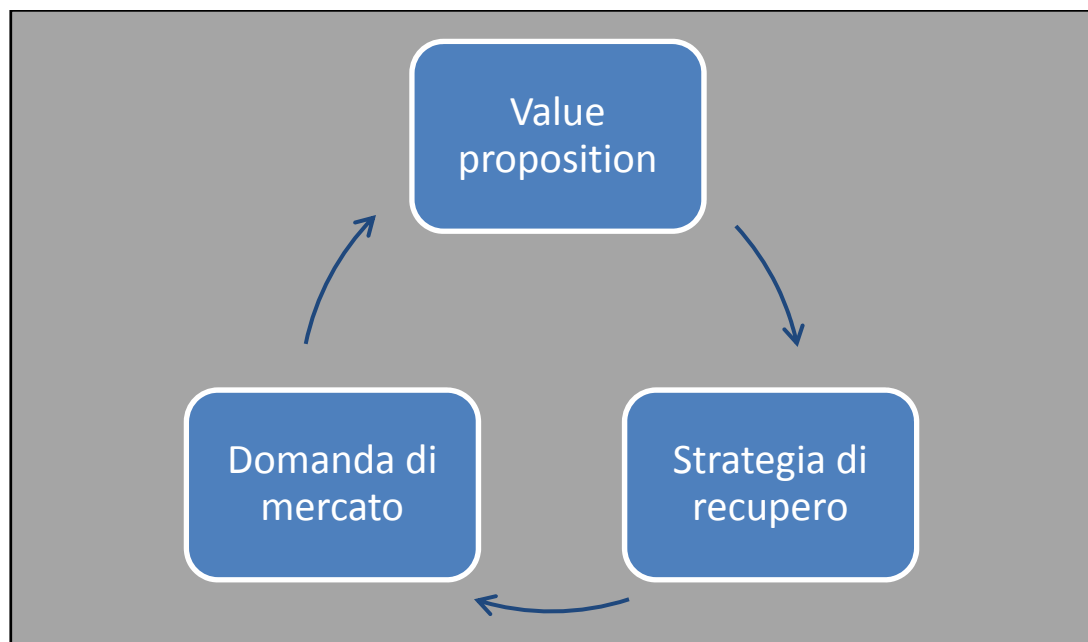 Value
proposition
Domanda di
mercato
Strategia di
recupero